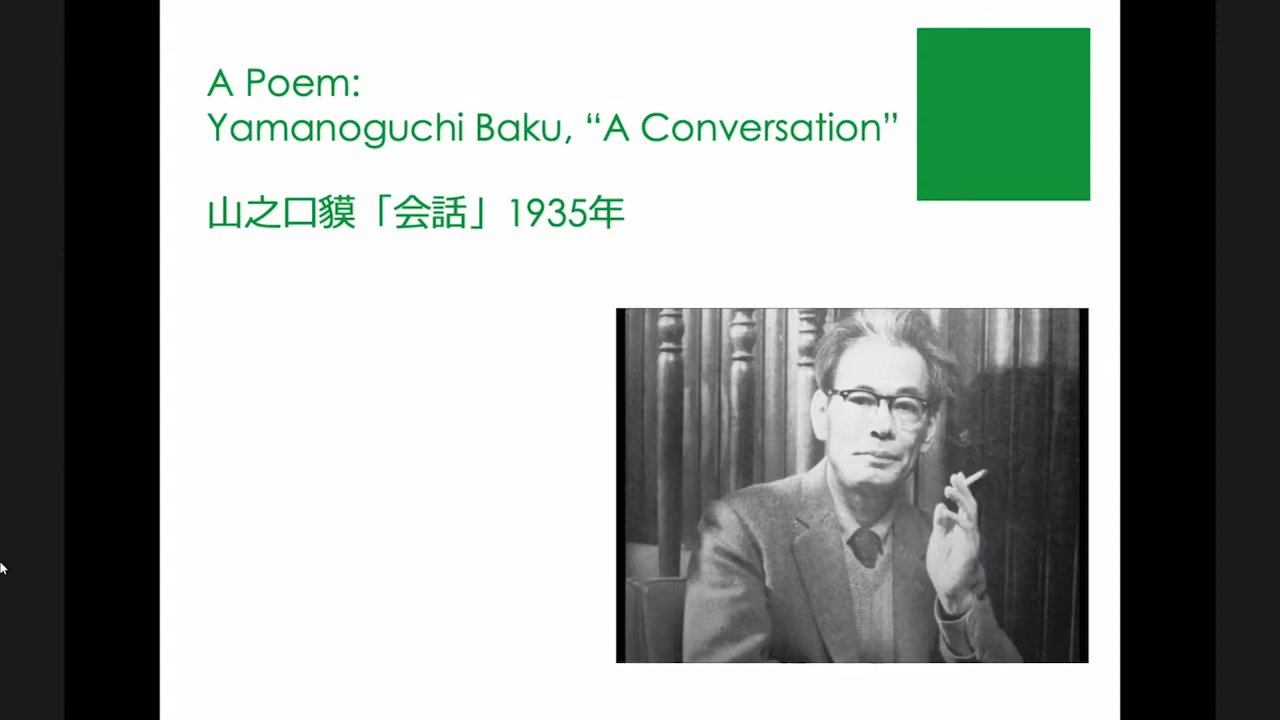 A Poem:
Yamanoguchi Baku, “A Conversation”
山之口貘「会話」1935年